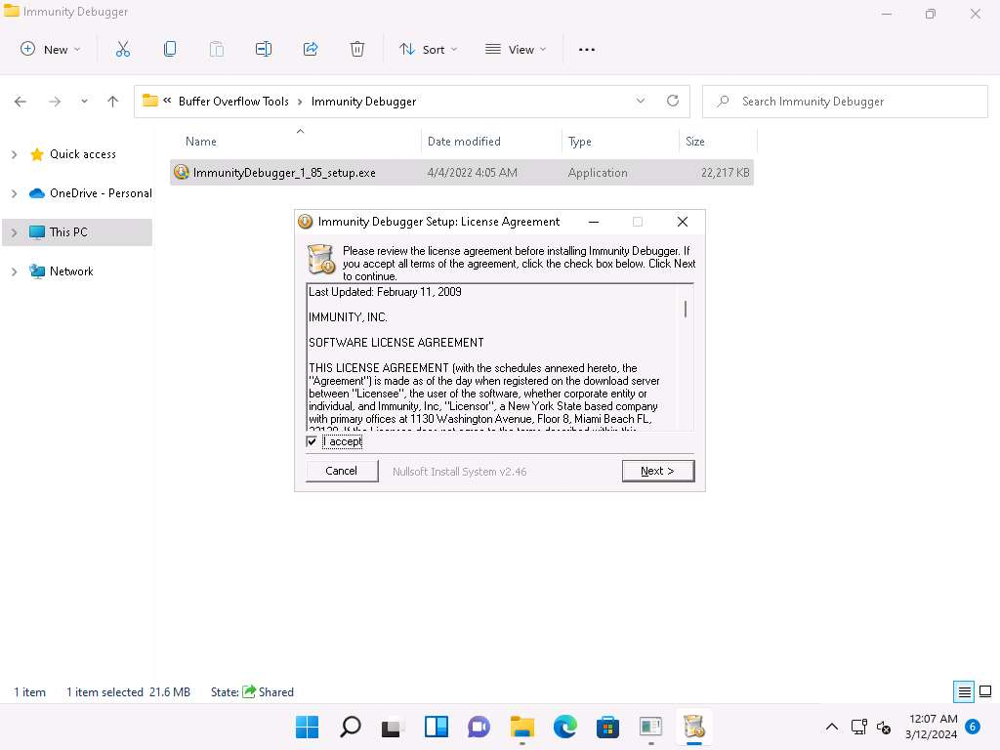 Immunity Debugger
New
Sort
View
« Buffer Overflow Tools > Immunity Debugger
Search Immunity Debugger
Name
Date modified
Type
Size
Quick access
ImmunityDebugger_1_85_setup.exe
4/4/2022 4:05 AM
Application
22,217 KB
OneDrive - Personal
This PC
Network
Immunity Debugger Setup: License Agreement
Please review the license agreement before installing Immunity Debugger. If
you accept all terms of the agreement, click the check box below. Click Next
to continue.
Last Updated: February 11, 2009
IMMUNITY, INC.
SOFTWARE LICENSE AGREEMENT
THIS LICENSE AGREEMENT (with the schedules annexed hereto, the
"Agreement") is made as of the day when registered on the download server
between "Licensee", the user of the software, whether corporate entity or
individual, and Immunity, Inc, "Licensor", a New York State based company
with primary offices at 1130 Washington Avenue, Floor 8, Miami Beach FL,
I accept
Cancel
Nullsoft Install System v2.46
Next >
1 item
1 item selected 21.6 MB
State: Shared
12:07 AM
3/12/2024
6